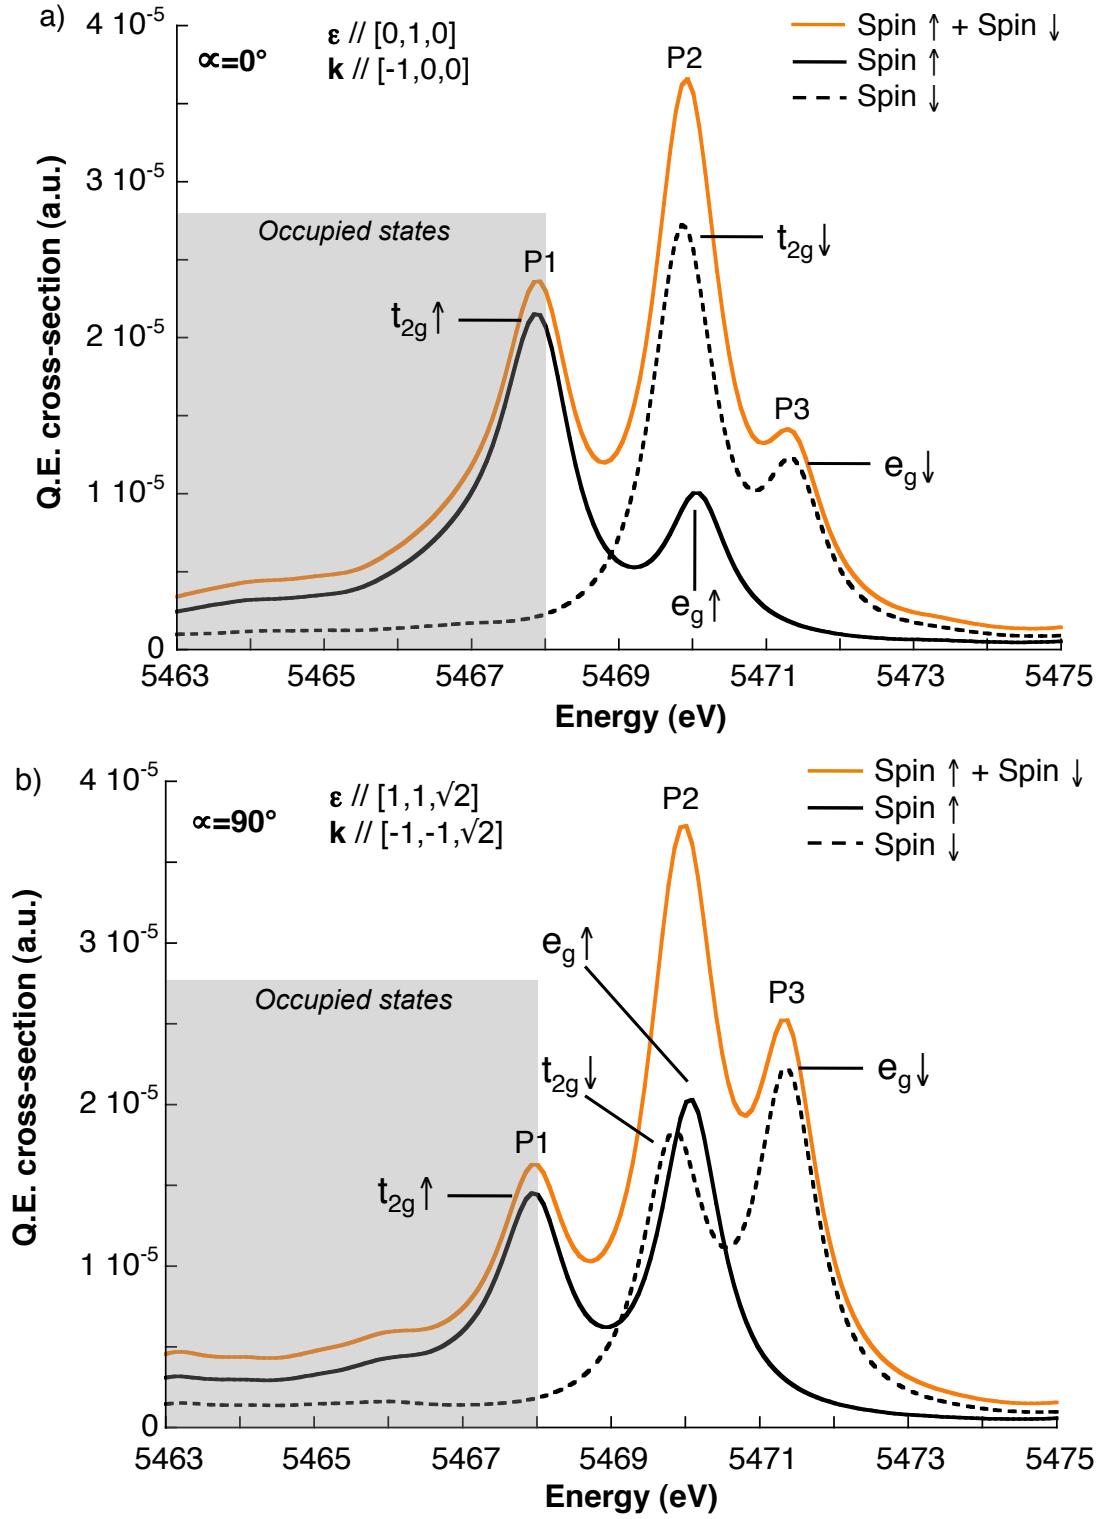 a)
4 10⁻⁵
∝=0°
ε // [0,1,0]
k // [-1,0,0]
Spin ↑ + Spin ↓
Spin ↑
Spin ↓
P2
3 10⁻⁵
Occupied states
t₂g↓
P1
t₂g↑
2 10⁻⁵
P3
e_g↓
1 10⁻⁵
e_g↑
0
Q.E. cross-section (a.u.)
5463 5465 5467 5469 5471 5473 5475
Energy (eV)
b)
4 10⁻⁵
∝=90°
ε // [1,1,√2]
k // [-1,-1,√2]
Spin ↑ + Spin ↓
Spin ↑
Spin ↓
P2
3 10⁻⁵
e_g↑
Occupied states
P3
t₂g↓
e_g↓
2 10⁻⁵
P1
t₂g↑
1 10⁻⁵
0
Q.E. cross-section (a.u.)
5463 5465 5467 5469 5471 5473 5475
Energy (eV)